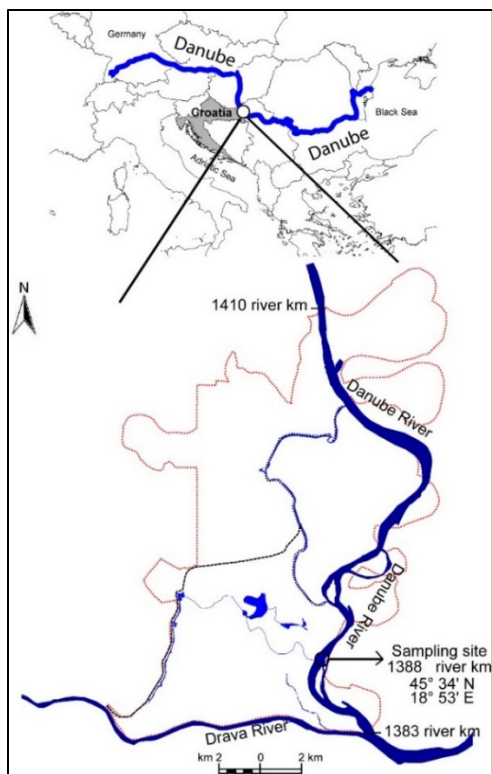 Germany
Danube
Black Sea
Croatia
Danube
Adriatic Sea
N
1410 river km
Danube River
Danube River
Sampling site
1388 river km
45° 34' N
18° 53' E
1383 river km
Drava River
km 2 0 2 km